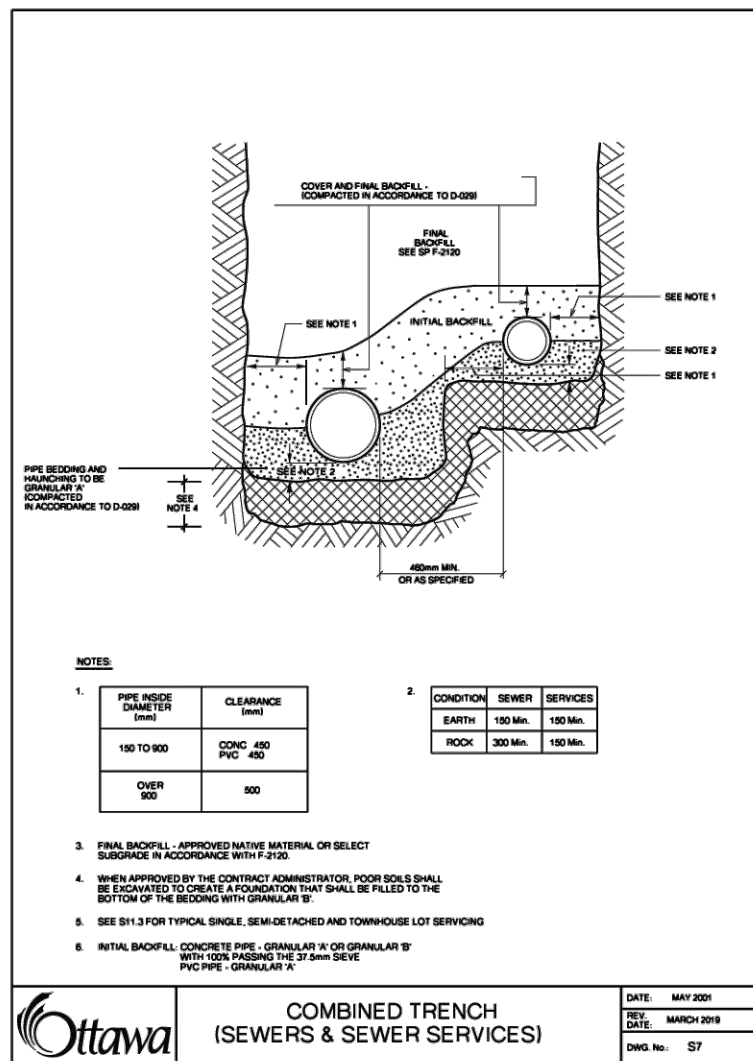 COVER AND FINAL BACKFILL -
(COMPACTED IN ACCORDANCE TO D-029)
FINAL
BACKFILL
SEE SP F-2120
SEE NOTE 1
SEE NOTE 1
INITIAL BACKFILL
SEE NOTE 2
SEE NOTE 1
PIPE BEDDING AND
HAUNCHING TO BE
GRANULAR 'A'
(COMPACTED
IN ACCORDANCE TO D-029)
SEE NOTE 2
SEE
NOTE 4
460mm MIN.
OR AS SPECIFIED
NOTES:
1.
PIPE INSIDE
DIAMETER
(mm)
CLEARANCE
(mm)
150 TO 900
CONC 450
PVC 450
OVER
900
500
2.
CONDITION SEWER SERVICES
EARTH 150 Min. 150 Min.
ROCK 300 Min. 150 Min.
3. FINAL BACKFILL - APPROVED NATIVE MATERIAL OR SELECT
SUBGRADE IN ACCORDANCE WITH F-2120.
4. WHEN APPROVED BY THE CONTRACT ADMINISTRATOR, POOR SOILS SHALL
BE EXCAVATED TO CREATE A FOUNDATION THAT SHALL BE FILLED TO THE
BOTTOM OF THE BEDDING WITH GRANULAR 'B'.
5. SEE S11.3 FOR TYPICAL SINGLE, SEMI-DETACHED AND TOWNHOUSE LOT SERVICING
6. INITIAL BACKFILL: CONCRETE PIPE - GRANULAR 'A' OR GRANULAR 'B'
WITH 100% PASSING THE 37.5mm SIEVE
PVC PIPE - GRANULAR 'A'
Ottawa
COMBINED TRENCH
(SEWERS & SEWER SERVICES)
DATE: MAY 2001
REV.
DATE: MARCH 2019
DWG. No.: S7